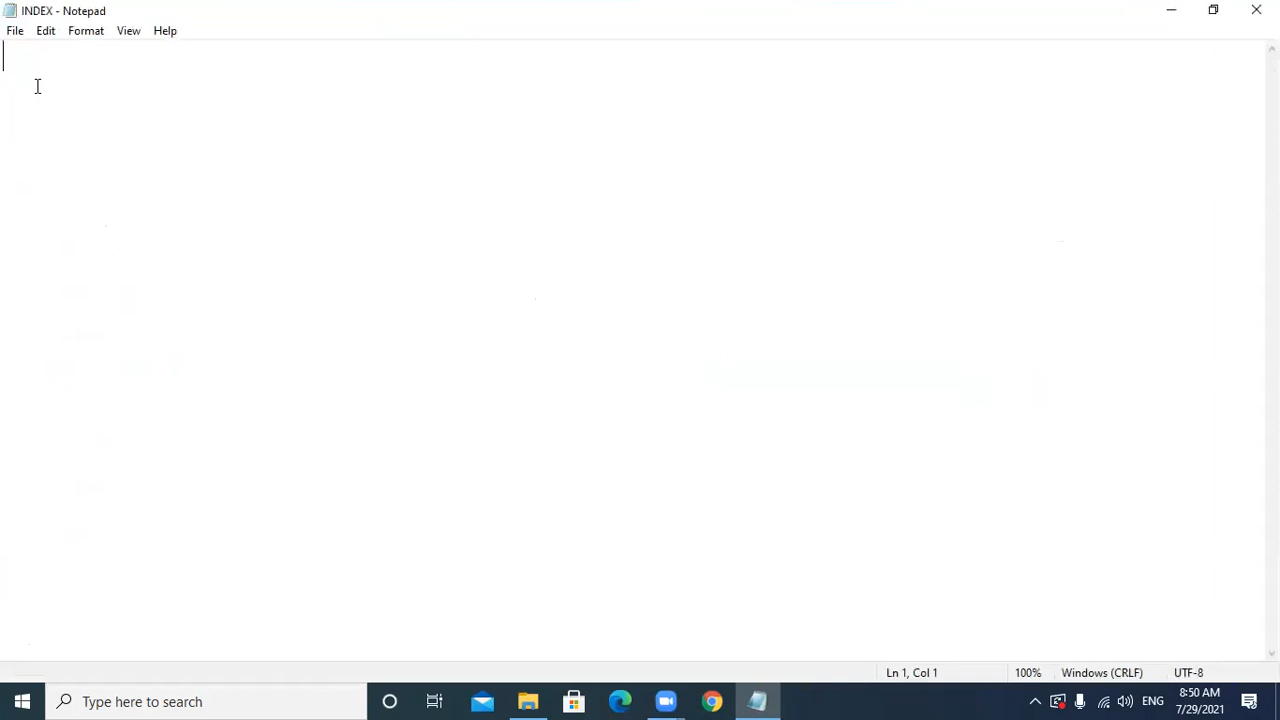 INDEX - Notepad
File Edit Format View Help
Ln 1, Col 1 100% Windows (CRLF) UTF-8
Type here to search
ENG
8:50 AM
7/29/2021